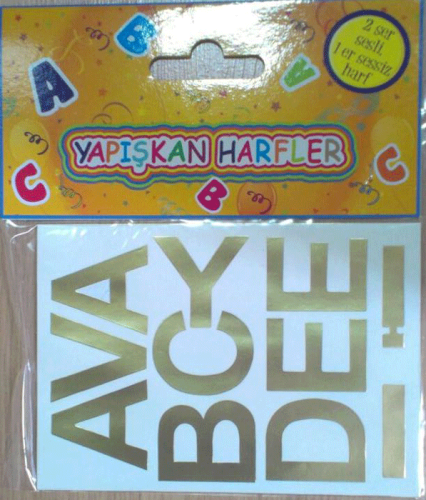 A
B
A
C
B
C
2 şer
sesli,
1 er sessiz
harf
YAPIŞKAN HARFLER
AVA
BCY
DEE